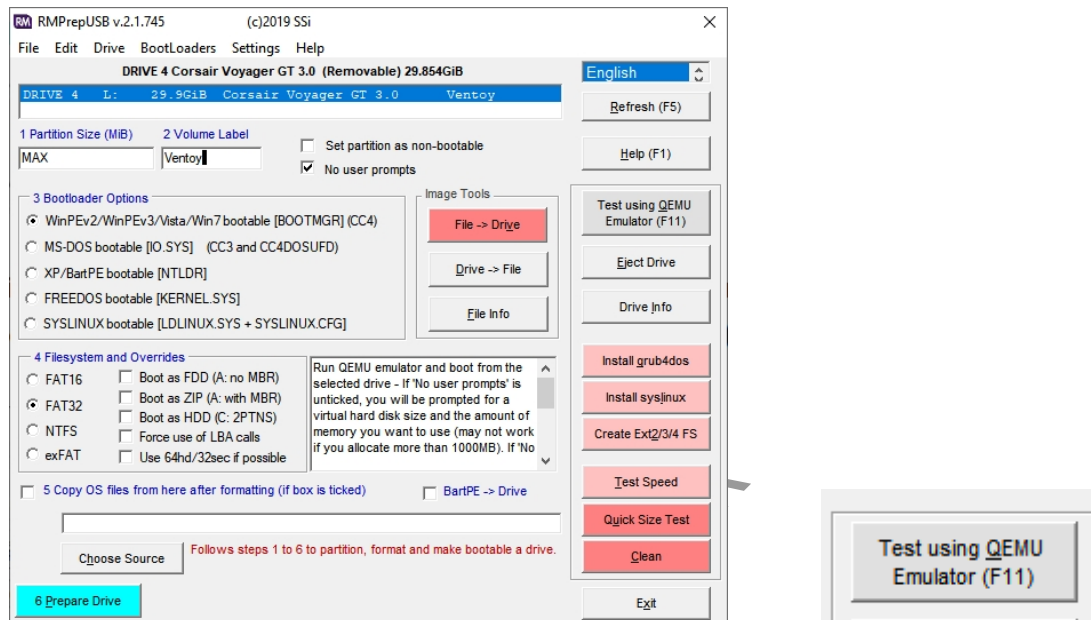 RM RMPrepUSB v.2.1.745 (c)2019 SSi
File Edit Drive BootLoaders Settings Help
DRIVE 4 Corsair Voyager GT 3.0 (Removable) 29.854GiB
English
DRIVE 4 L: 29.9GiB Corsair Voyager GT 3.0 Ventoy
Refresh (F5)
1 Partition Size (MiB) 2 Volume Label
MAX Ventoy
Set partition as non-bootable
No user prompts
Help (F1)
3 Bootloader Options
WinPEv2/WinPEv3/Vista/Win7 bootable [BOOTMGR] (CC4)
MS-DOS bootable [IO.SYS] (CC3 and CC4DOSUFD)
XP/BartPE bootable [NTLDR]
FREEDOS bootable [KERNEL.SYS]
SYSLINUX bootable [LDLINUX.SYS + SYSLINUX.CFG]
Image Tools
File -> Drive
Drive -> File
File Info
Test using QEMU
Emulator (F11)
Eject Drive
Drive Info
4 Filesystem and Overrides
FAT16
FAT32
NTFS
exFAT
Boot as FDD (A: no MBR)
Boot as ZIP (A: with MBR)
Boot as HDD (C: 2PTNS)
Force use of LBA calls
Use 64hd/32sec if possible
Run QEMU emulator and boot from the
selected drive - If 'No user prompts' is
unticked, you will be prompted for a
virtual hard disk size and the amount of
memory you want to use (may not work
if you allocate more than 1000MB). If 'No
Install grub4dos
Install syslinux
Create Ext2/3/4 FS
Test Speed
Quick Size Test
Clean
5 Copy OS files from here after formatting (if box is ticked)
BartPE -> Drive
Choose Source
Follows steps 1 to 6 to partition, format and make bootable a drive.
6 Prepare Drive
Exit
Test using QEMU
Emulator (F11)